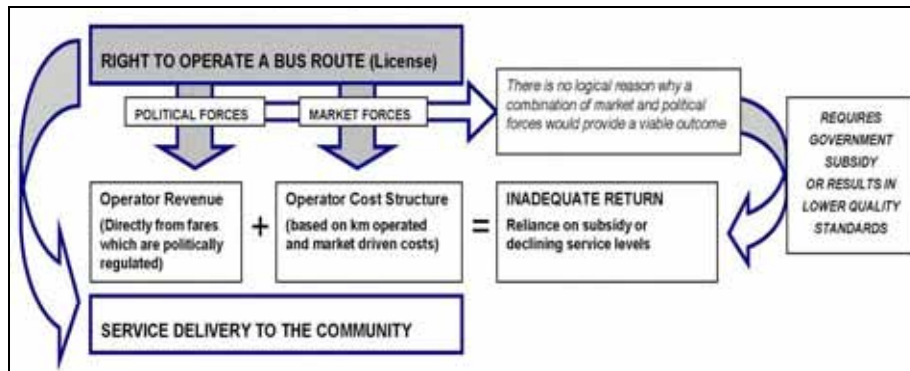 RIGHT TO OPERATE A BUS ROUTE (License)
POLITICAL FORCES
MARKET FORCES
There is no logical reason why a
combination of market and political
forces would provide a viable outcome
REQUIRES
GOVERNMENT
SUBSIDY
OR RESULTS IN
LOWER QUALITY
STANDARDS
Operator Revenue
(Directly from fares
which are politically
regulated)
+
Operator Cost Structure
(based on km operated
and market driven costs)
=
INADEQUATE RETURN
Reliance on subsidy or
declining service levels
SERVICE DELIVERY TO THE COMMUNITY